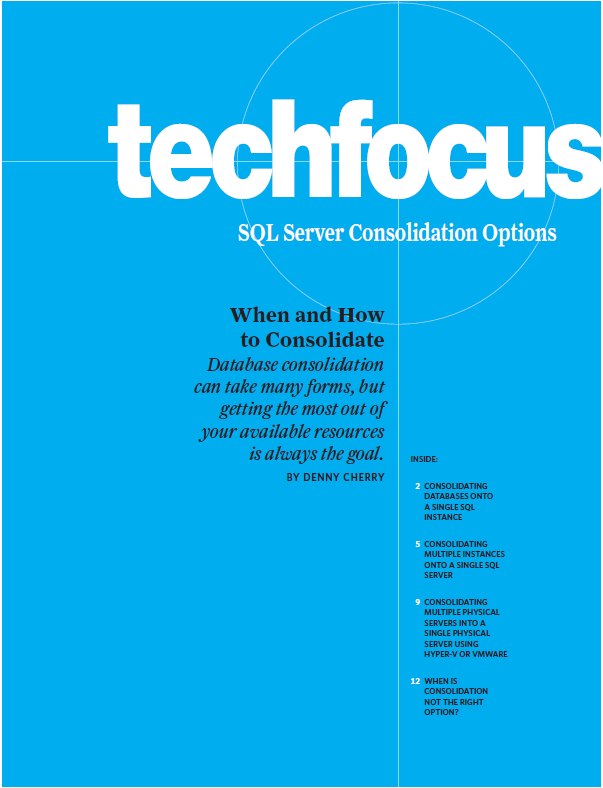 techfocus
SQL Server Consolidation Options
When and How
to Consolidate
Database consolidation
can take many forms, but
getting the most out of
your available resources
is always the goal.
BY DENNY CHERRY
INSIDE:
2 CONSOLIDATING
DATABASES ONTO
A SINGLE SQL
INSTANCE
5 CONSOLIDATING
MULTIPLE INSTANCES
ONTO A SINGLE SQL
SERVER
9 CONSOLIDATING
MULTIPLE PHYSICAL
SERVERS INTO A
SINGLE PHYSICAL
SERVER USING
HYPER-V OR VMWARE
12 WHEN IS
CONSOLIDATION
NOT THE RIGHT
OPTION?